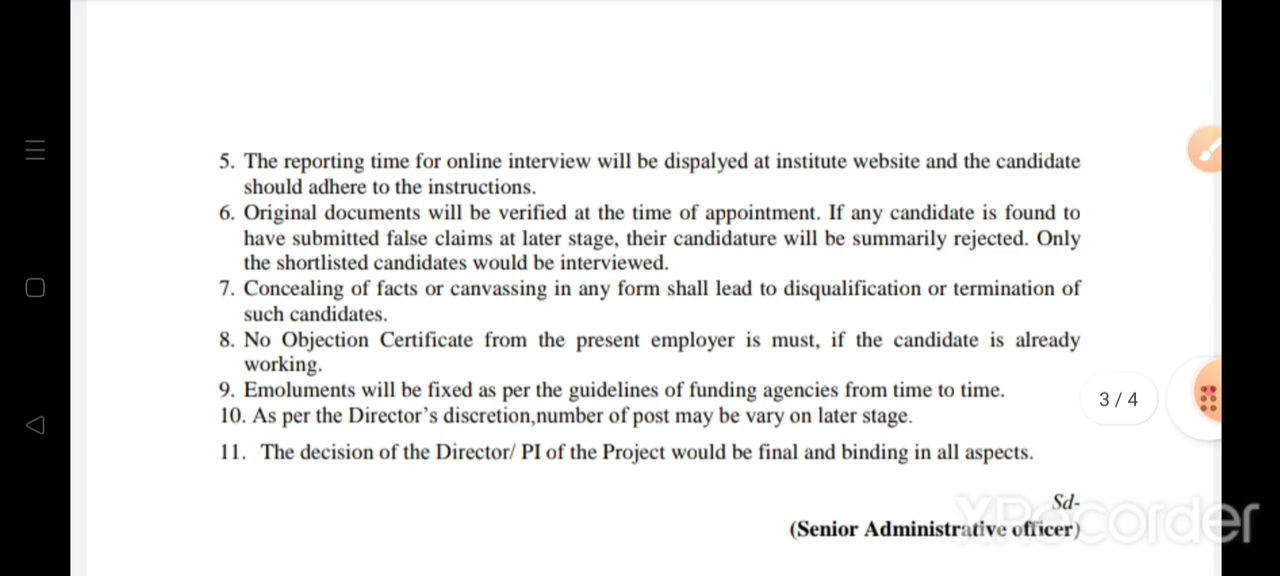 5. The reporting time for online interview will be dispalyed at institute website and the candidate
should adhere to the instructions.
6. Original documents will be verified at the time of appointment. If any candidate is found to
have submitted false claims at later stage, their candidature will be summarily rejected. Only
the shortlisted candidates would be interviewed.
7. Concealing of facts or canvassing in any form shall lead to disqualification or termination of
such candidates.
8. No Objection Certificate from the present employer is must, if the candidate is already
working.
9. Emoluments will be fixed as per the guidelines of funding agencies from time to time.
3 / 4
10. As per the Director’s discretion,number of post may be vary on later stage.
11. The decision of the Director/ PI of the Project would be final and binding in all aspects.
Sd-
XRecorder
(Senior Administrative officer)